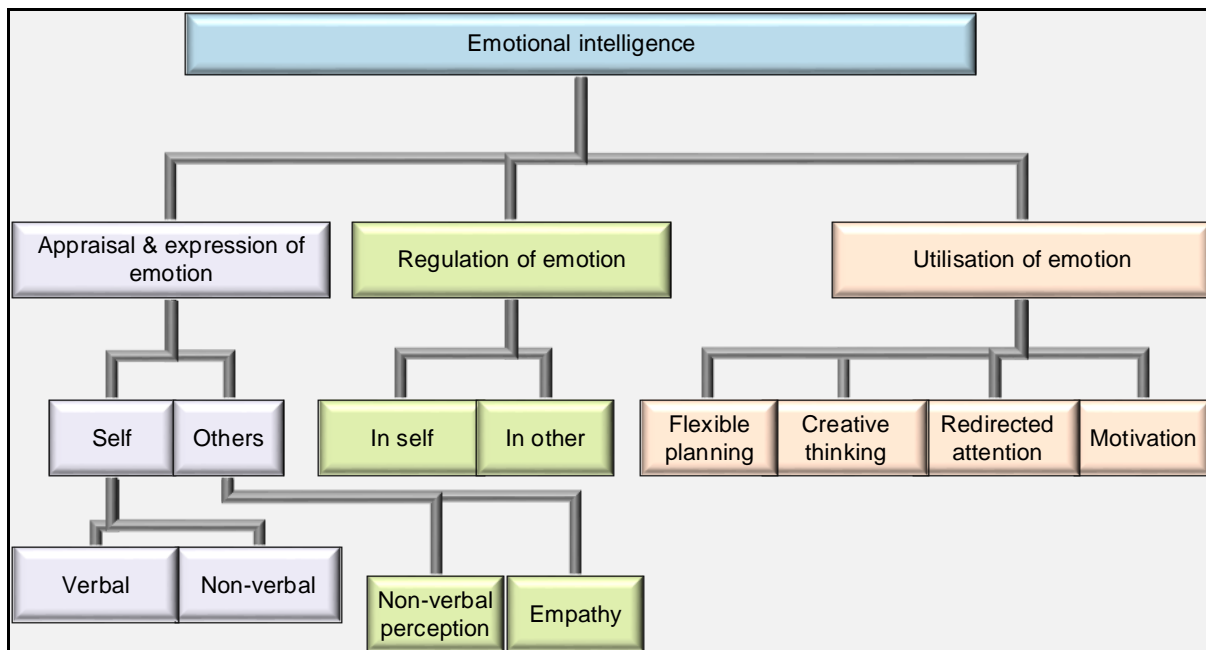 Emotional intelligence
Appraisal & expression of
emotion
Regulation of emotion
Utilisation of emotion
Self
Others
In self
In other
Flexible
planning
Creative
thinking
Redirected
attention
Motivation
Verbal
Non-verbal
Non-verbal
perception
Empathy